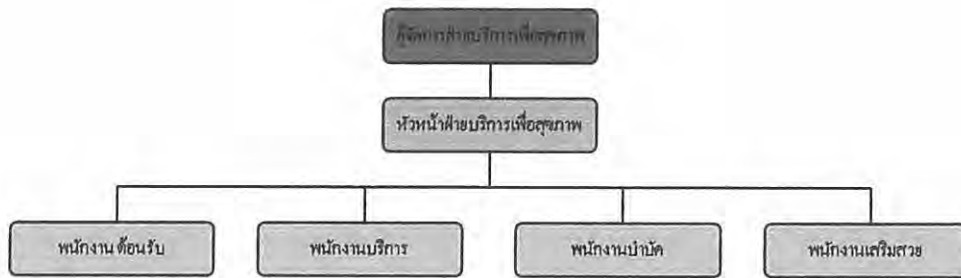 ผู้จัดการฝ่ายบริการเพื่อสุขภาพ
หัวหน้าฝ่ายบริการเพื่อสุขภาพ
พนักงานต้อนรับ
พนักงานบริการ
พนักงานบำบัด
พนักงานเสริมสวย